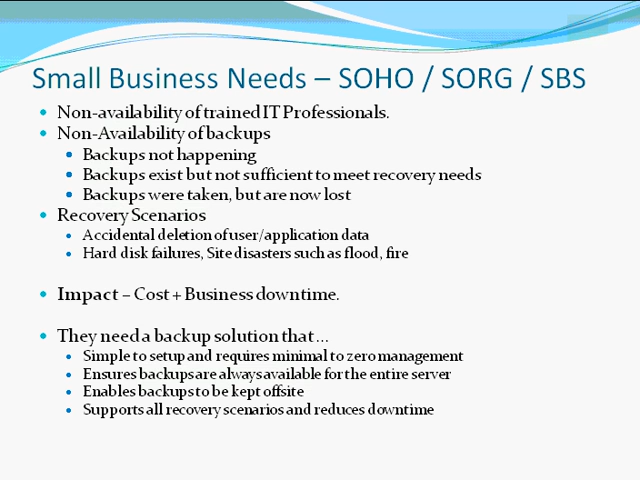 Small Business Needs – SOHO / SORG / SBS
Non-availability of trained IT Professionals.
Non-Availability of backups
Backups not happening
Backups exist but not sufficient to meet recovery needs
Backups were taken, but are now lost
Recovery Scenarios
Accidental deletion of user/application data
Hard disk failures, Site disasters such as flood, fire
Impact – Cost + Business downtime.
They need a backup solution that ...
Simple to setup and requires minimal to zero management
Ensures backups are always available for the entire server
Enables backups to be kept offsite
Supports all recovery scenarios and reduces downtime